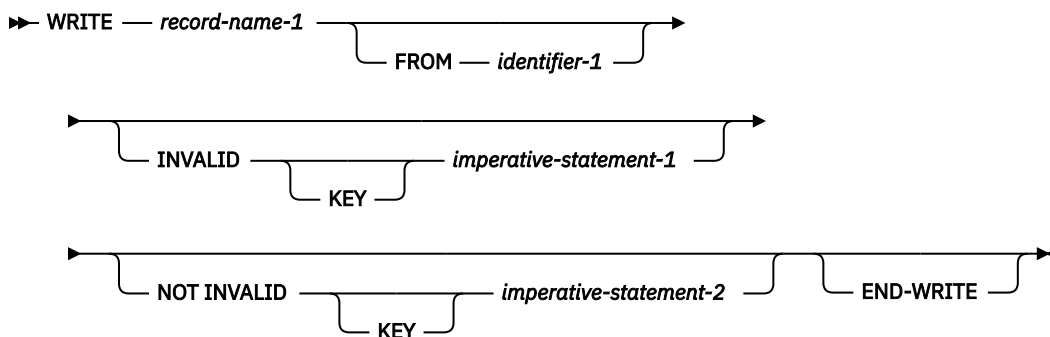 WRITE record-name-1
FROM identifier-1
INVALID imperative-statement-1
KEY
NOT INVALID imperative-statement-2
END-WRITE
KEY